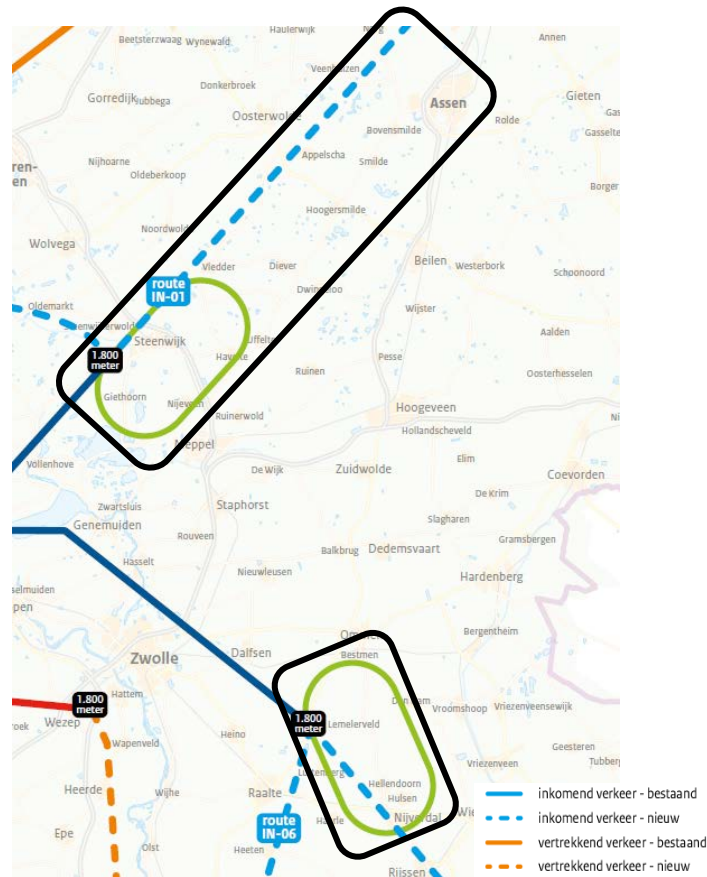 Haulerwijk
Annen
Beetsterzwaag
Wynewald
Donkerbroek
Gorredijk
Jubbega
Oosterwolde
Assen
Gieten
Rolde
Gasselte
Bovensmilde
Nijhoarne
Oldeberkoop
Appelscha
Smilde
Borger
Hoogersmilde
Noordwolde
Wolvega
Vledder
Diever
Beilen
Westerbork
Schoonoord
route
IN-01
Oldemarkt
Wijster
Steenwijk
Aalden
1.800
meter
Pesse
Oosterhesselen
Ruinen
Giethoorn
Hoogeveen
Ruinerwold
Hollandscheveld
Meppel
Vollenhove
De Wijk
Zuidwolde
Elim
Coevorden
De Krim
Zwartsluis
Staphorst
Genemuiden
Slagharen
Rouveen
Gramsbergen
Balkbrug
Dedemsvaart
Hasselt
Nieuwleusen
Hardenberg
Bergentheim
Bestmen
Dalfsen
Zwolle
Hattem
1.800
meter
Vroomshoop
Vriezenveensewijk
Wezep
1.800
meter
Lemelerveld
Heino
Wapenveld
Geesteren
Vriezenveen
Heerde
Wijhe
Raalte
Hellendoorn
Hulsen
Nijverdal
route
IN-06
Epe
Olst
Heeten
Rijssen
inkomend verkeer - bestaand
inkomend verkeer - nieuw
vertrekkend verkeer - bestaand
vertrekkend verkeer - nieuw